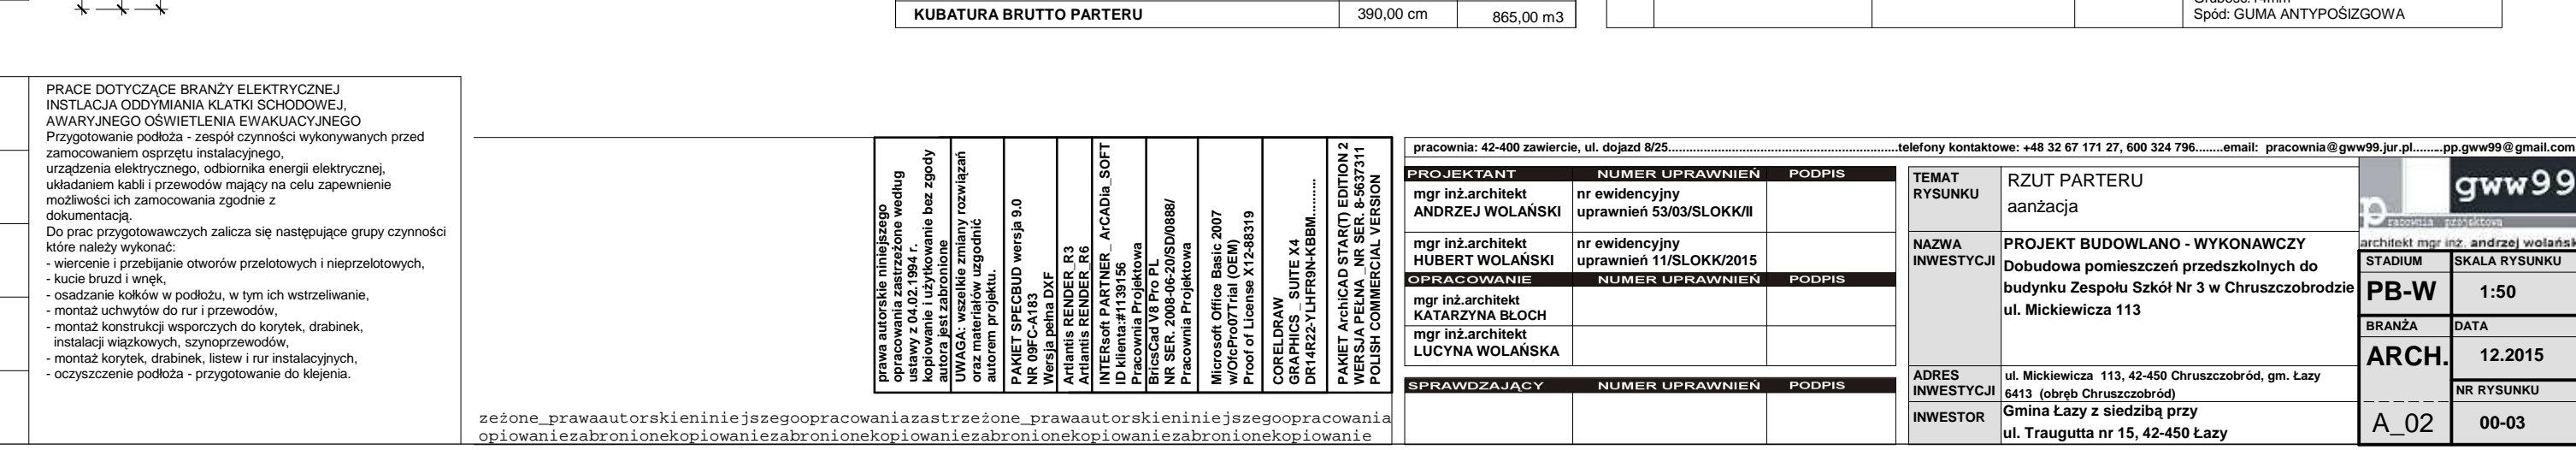 KUBATURA BRUTTO PARTERU 390,00 cm 865,00 m3
Spód: GUMA ANTYPOŚIZGOWA
PRACE DOTYCZĄCE BRANŻY ELEKTRYCZNEJ
INSTLACJA ODDYMIANIA KLATKI SCHODOWEJ,
AWARYJNEGO OŚWIETLENIA EWAKUACYJNEGO
Przygotowanie podłoża - zespół czynności wykonywanych przed
zamocowaniem osprzętu instalacyjnego,
urządzenia elektrycznego, odbiornika energii elektrycznej,
układaniem kabli i przewodów mający na celu zapewnienie
możliwości ich zamocowania zgodnie z
dokumentacją.
Do prac przygotowawczych zalicza się następujące grupy czynności
które należy wykonać:
- wiercenie i przebijanie otworów przelotowych i nieprzelotowych,
- kucie bruzd i wnęk,
- osadzanie kołków w podłożu, w tym ich wstrzeliwanie,
- montaż uchwytów do rur i przewodów,
- montaż konstrukcji wsporczych do korytek, drabinek,
instalacji wiązkowych, szynoprzewodów,
- montaż korytek, drabinek, listew i rur instalacyjnych,
- oczyszczenie podłoża - przygotowanie do klejenia.
prawa autorskie niniejszego
opracowania zastrzeżone według
ustawy z 04.02.1994 r.
kopiowanie i użytkowanie bez zgody
autora jest zabronione
UWAGA: wszelkie zmiany rozwiązań
oraz materiałów uzgodnić
autorem projektu.
PAKIET SPECBUD wersja 9.0
NR 09FC-A183
Wersja pełna DXF
Artlantis RENDER_R3
Artlantis RENDER_R6
INTERsoft PARTNER_ ArCADia_SOFT
ID klienta:#11139156
Pracownia Projektowa
BricsCad V8 Pro PL
NR SER. 2008-06-20/SD/0888/
Pracownia Projektowa
Microsoft Office Basic 2007
w/OfcPro07Trial (OEM)
Proof of License X12-88319
CORELDRAW
GRAPHICS_ SUITE X4
DR14R22-YLHFR9N-KBBM.........
PAKIET ArchiCAD STAR(T) EDITION 2
WERSJA PEŁNA _NR SER. 8-5637311
POLISH COMMERCIAL VERSION
zeżone_prawaautorskieniniejszegoopracowaniazastrzeżone_prawaautorskieniniejszegoopracowania
opiowaniezabronionekopiowaniezabronionekopiowaniezabronionekopiowaniezabronionekopiowanie
pracownia: 42-400 zawiercie, ul. dojazd 8/25..............................................................telefony kontaktowe: +48 32 67 171 27, 600 324 796........email: pracownia@gww99.jur.pl.........pp.gww99@gmail.com
PROJEKTANT NUMER UPRAWNIEŃ PODPIS
mgr inż.architekt nr ewidencyjny
ANDRZEJ WOLAŃSKI uprawnień 53/03/SLOKK/II
mgr inż.architekt nr ewidencyjny
HUBERT WOLAŃSKI uprawnień 11/SLOKK/2015
OPRACOWANIE NUMER UPRAWNIEŃ PODPIS
mgr inż.architekt
KATARZYNA BŁOCH
mgr inż.architekt
LUCYNA WOLAŃSKA
SPRAWDZAJĄCY NUMER UPRAWNIEŃ PODPIS
TEMAT
RYSUNKU
RZUT PARTERU
aanżacja
NAZWA
INWESTYCJI
PROJEKT BUDOWLANO - WYKONAWCZY
Dobudowa pomieszczeń przedszkolnych do
budynku Zespołu Szkół Nr 3 w Chruszczobrodzie
ul. Mickiewicza 113
ADRES
INWESTYCJI
ul. Mickiewicza 113, 42-450 Chruszczobród, gm. Łazy
6413 (obręb Chruszczobród)
INWESTOR
Gmina Łazy z siedzibą przy
ul. Traugutta nr 15, 42-450 Łazy
gww99
p racownia projektowa
architekt mgr inż. andrzej wolańsk
STADIUM SKALA RYSUNKU
PB-W 1:50
BRANŻA DATA
ARCH. 12.2015
NR RYSUNKU
A_02 00-03